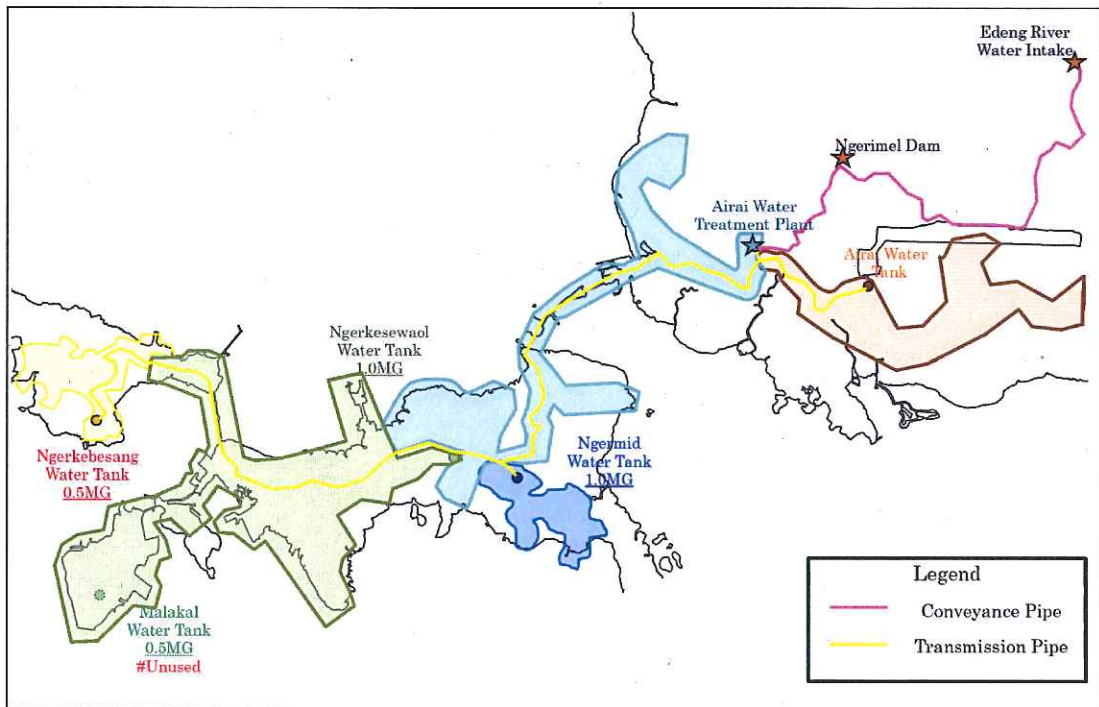 Edeng River
Water Intake
Ngerimel Dam
Airai Water
Treatment Plant
Airai Water
Tank
Ngerkesewaol
Water Tank
1.0MG
Ngermid
Water Tank
1.0MG
Ngerkebesang
Water Tank
0.5MG
Malakal
Water Tank
0.5MG
#Unused
Legend
Conveyance Pipe
Transmission Pipe